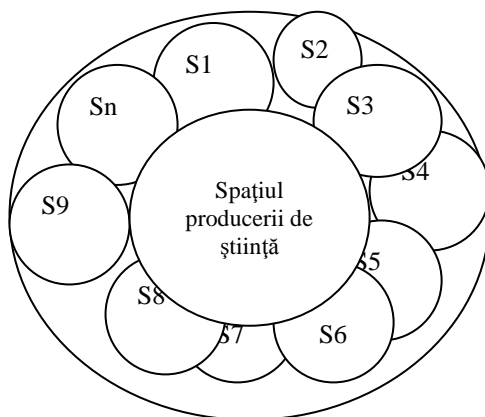 S1
S2
Sn
S3
S4
Spaţiul
producerii de
ştiinţă
S9
S5
S8
S7
S6